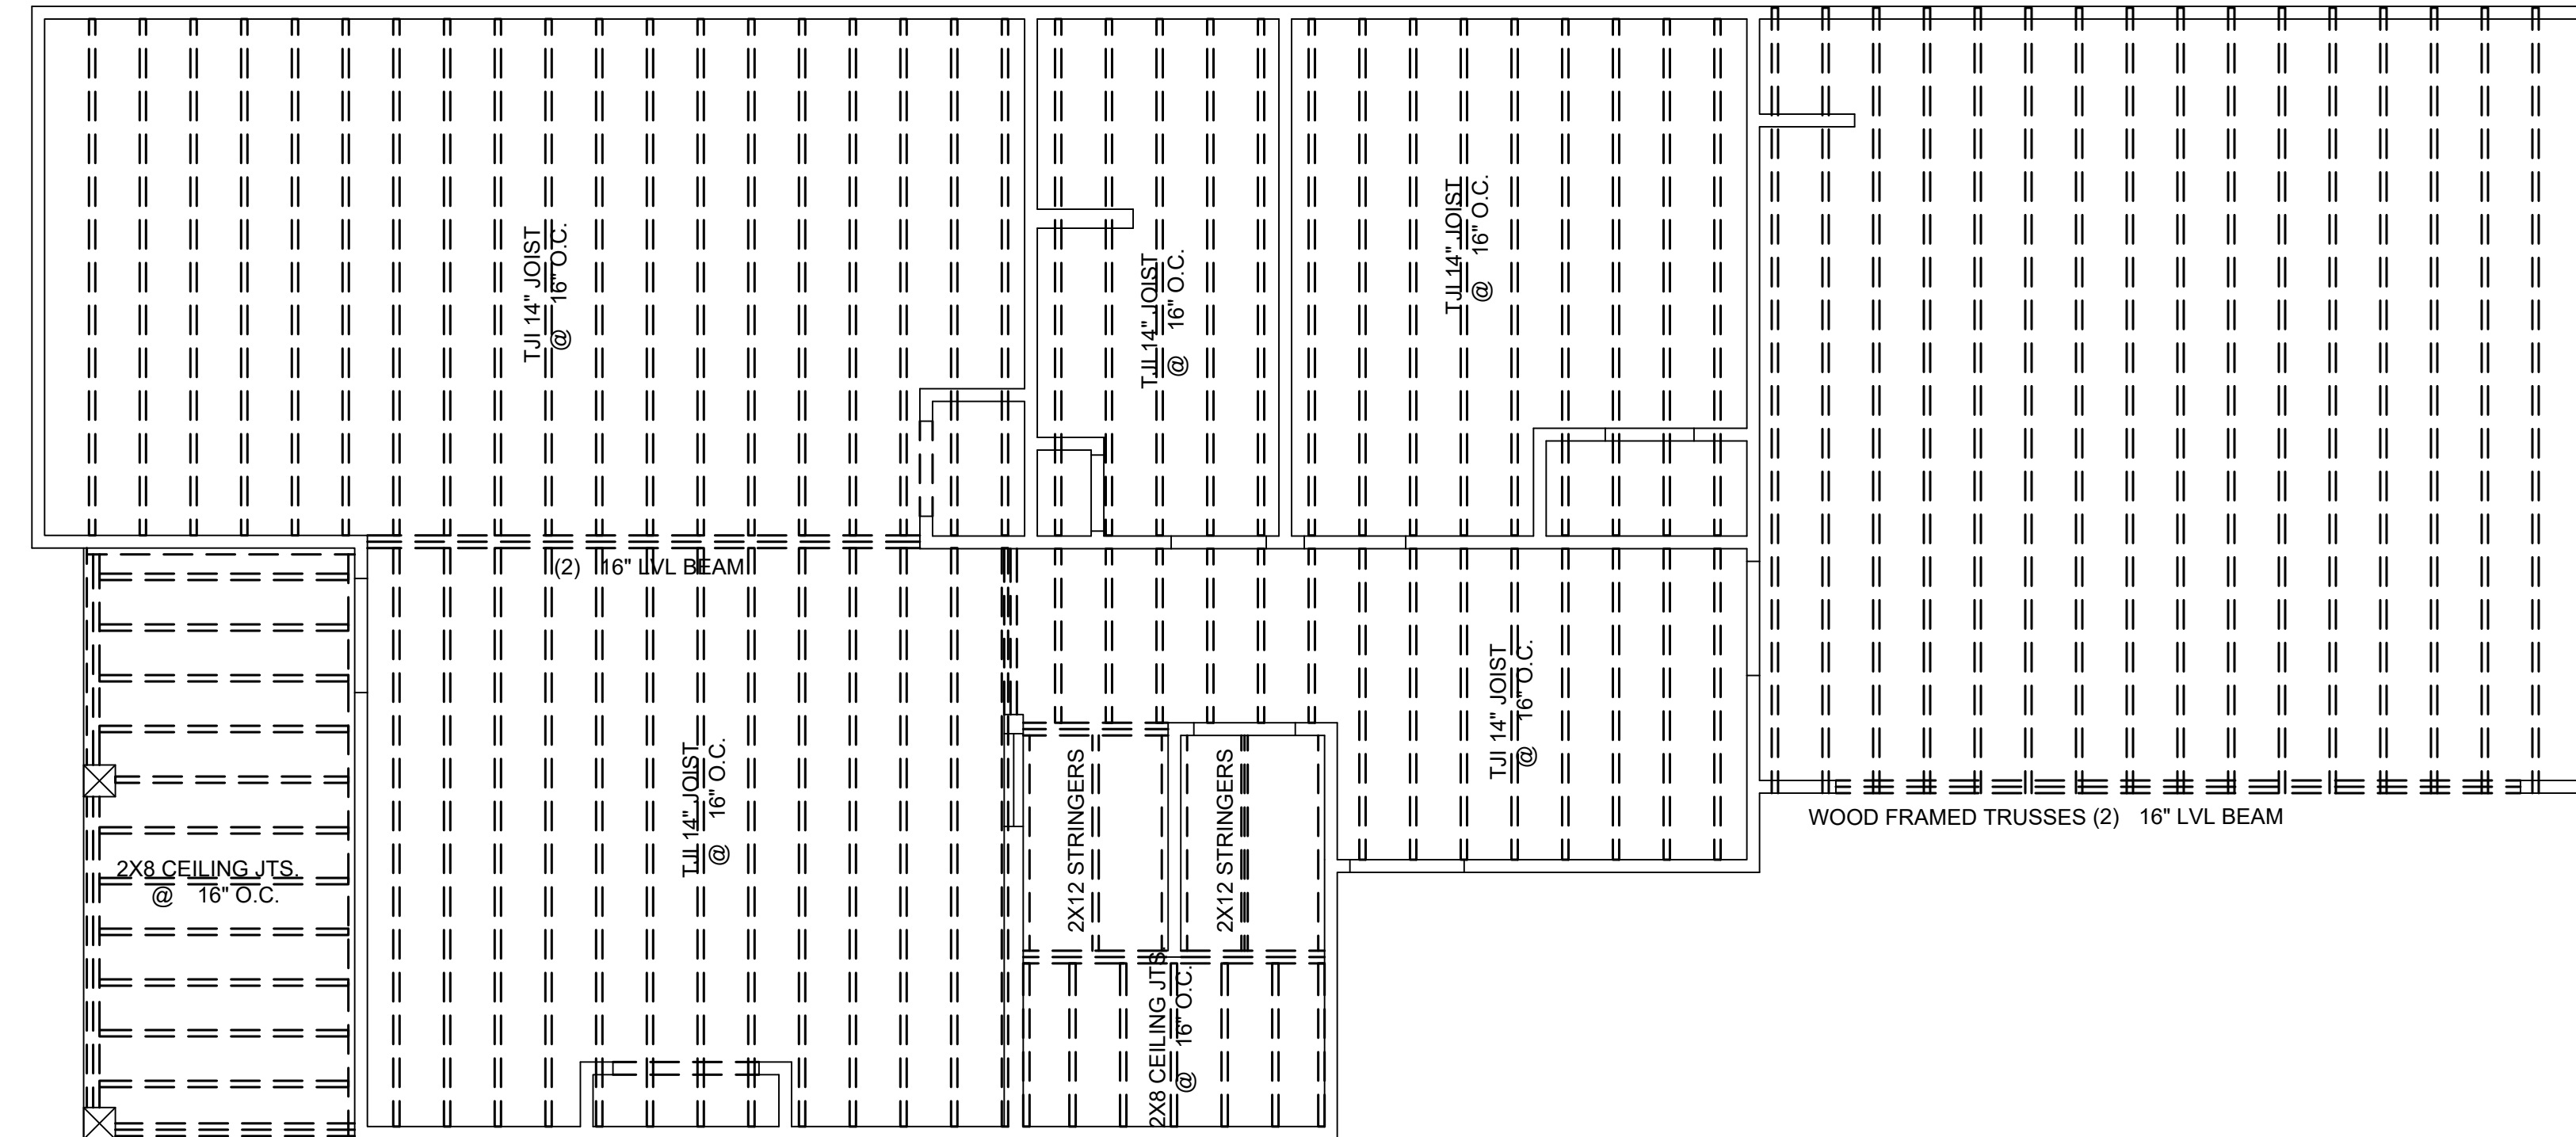 TJI 14" JOIST
@ 16" O.C.
TJI 14" JOIST
@ 16" O.C.
TJI 14" JOIST
@ 16" O.C.
(2) 16" LVL BEAM
TJI 14" JOIST
@ 16" O.C.
TJI 14" JOIST
@ 16" O.C.
2X12 STRINGERS
2X12 STRINGERS
WOOD FRAMED TRUSSES (2) 16" LVL BEAM
2X8 CEILING JTS.
@ 16" O.C.
2X8 CEILING JTS.
@ 16" O.C.